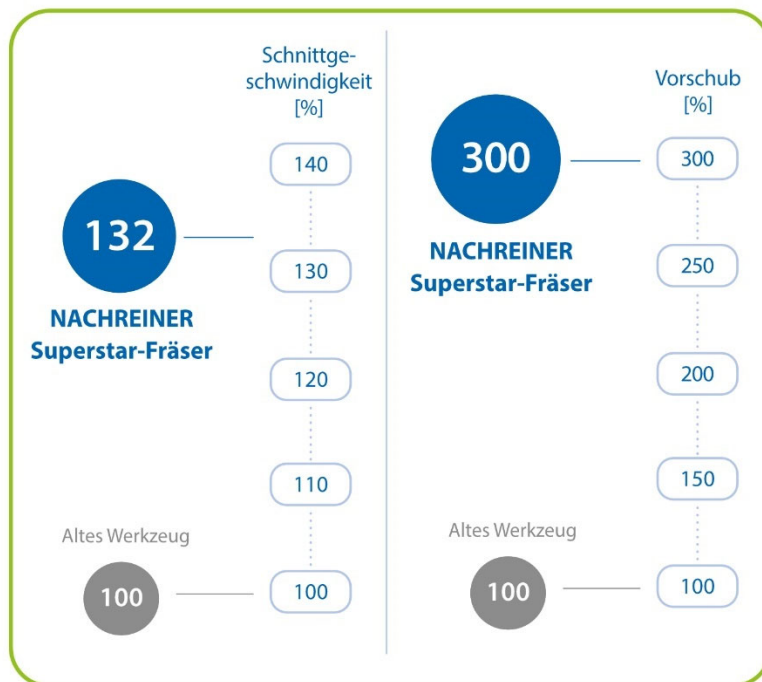 Schnittge-
schwindigkeit
[%]
140
132
130
NACHREINER
Superstar-Fräser
120
110
Altes Werkzeug
100
100
Vorschub
[%]
300
300
NACHREINER
Superstar-Fräser
250
200
150
Altes Werkzeug
100
100